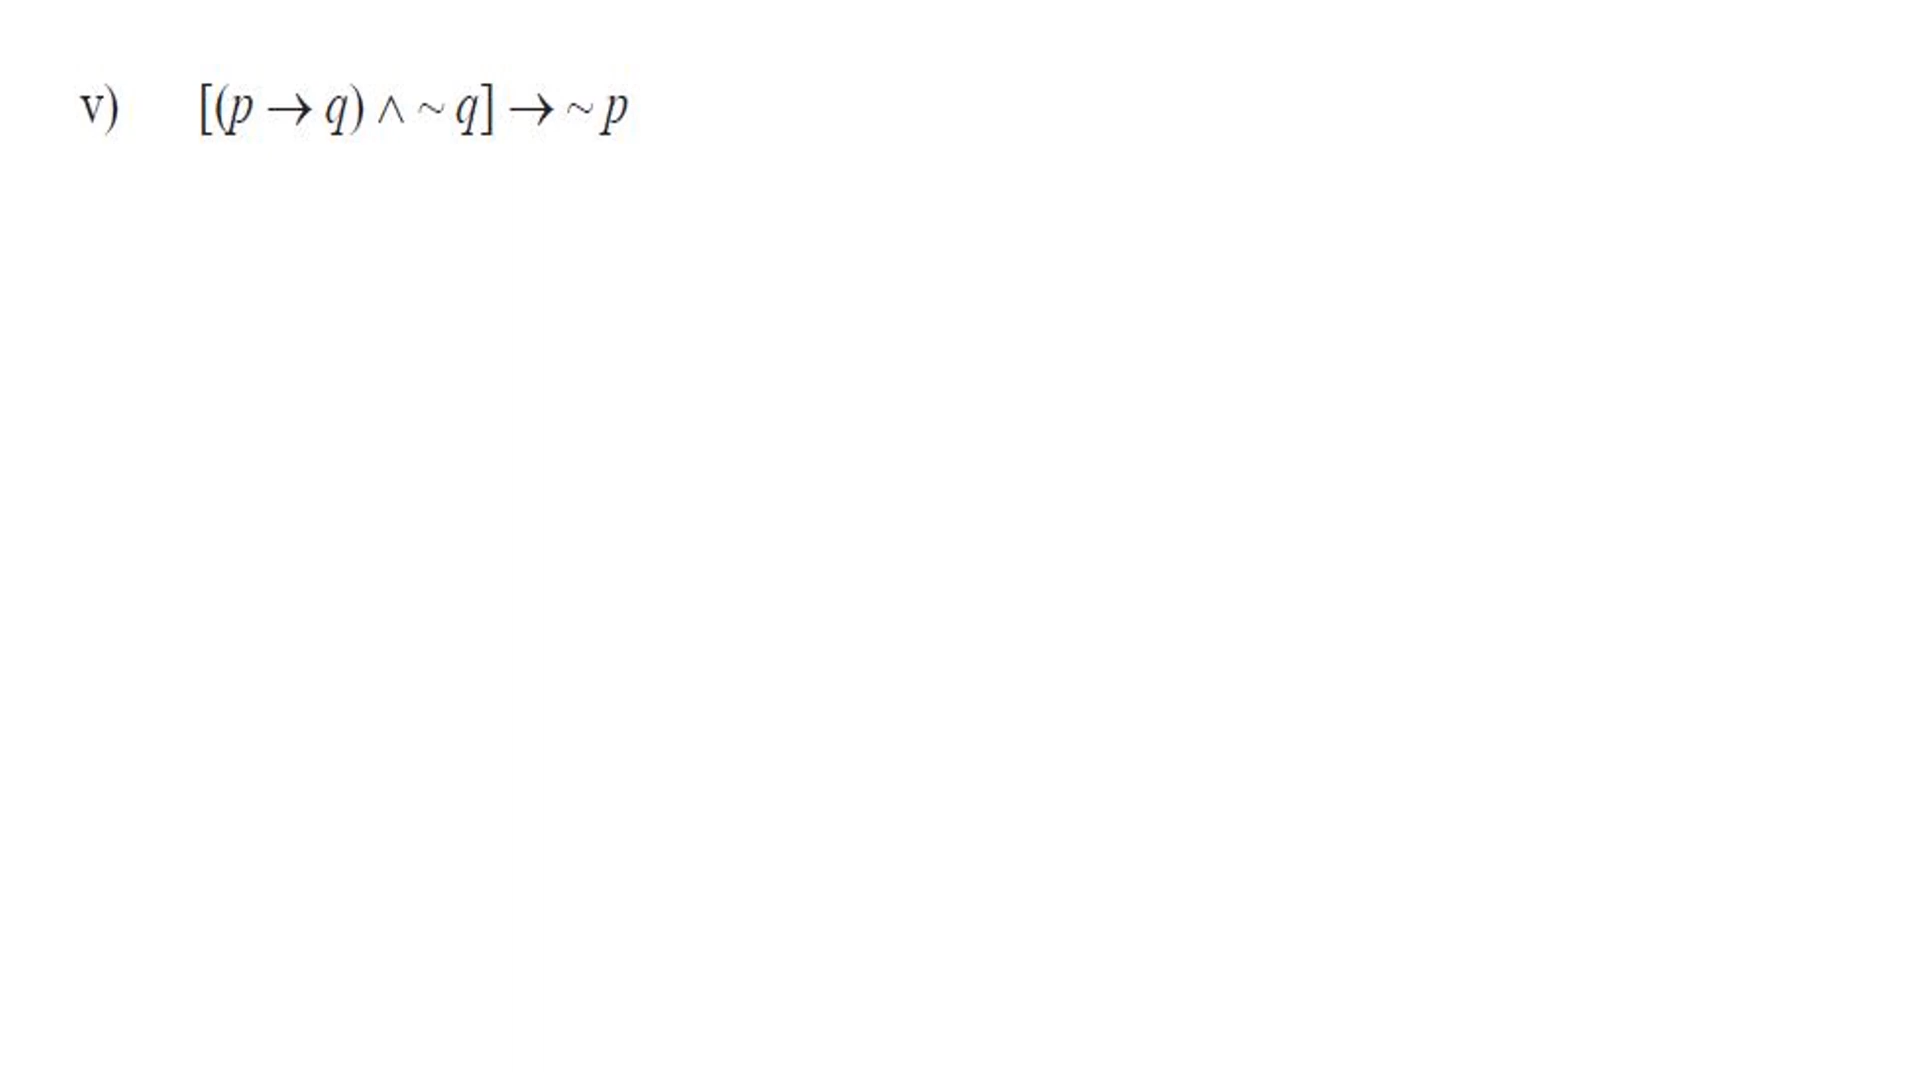 v) [(p → q) ∧ ~ q] → ~ p